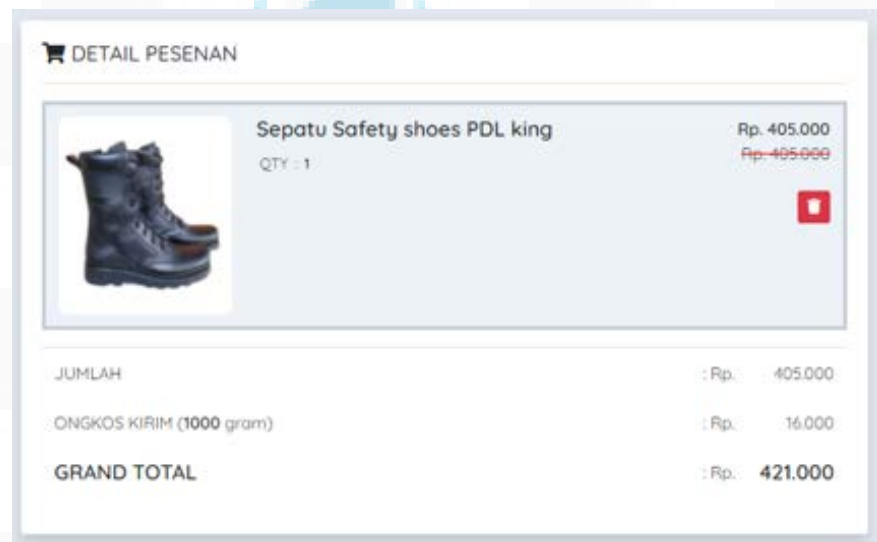 DETAIL PESENAN
Sepatu Safety shoes PDL king
Rp. 405.000
QTY : 1
Rp. 405.000
JUMLAH : Rp. 405.000
ONGKOS KIRIM (1000 gram) : Rp. 16.000
GRAND TOTAL : Rp. 421.000